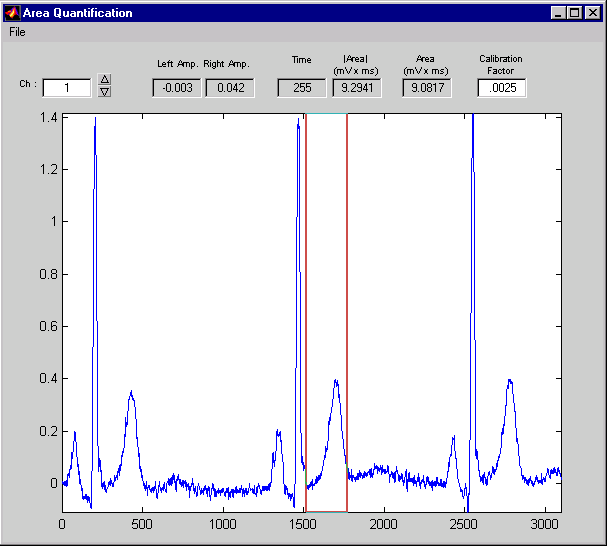 Area Quantification
File
Ch :
1
Left Amp.
-0.003
Right Amp.
0.042
Time
255
|Area|
(mV x ms)
9.2941
Area
(mV x ms)
9.0817
Calibration
Factor
.0025
1.4
1.2
1
0.8
0.6
0.4
0.2
0
0 500 1000 1500 2000 2500 3000